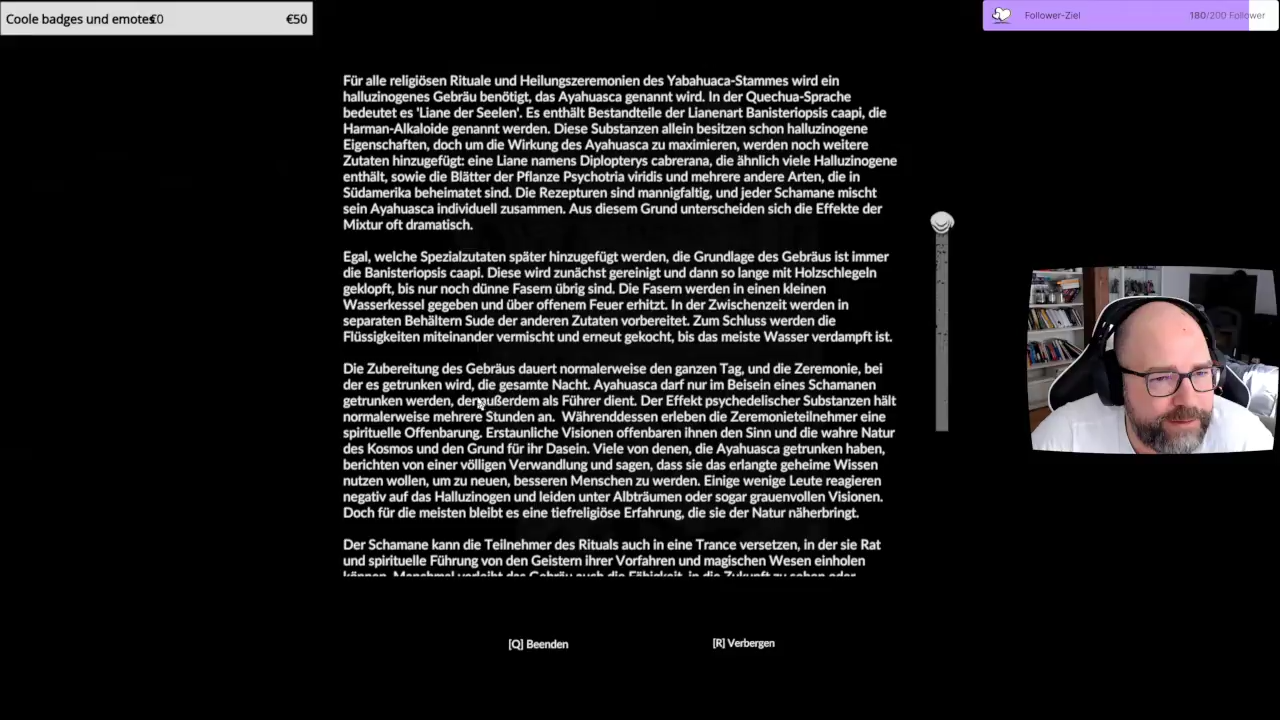 Coole badges und emotes€0 €50
Follower-Ziel 180/200 Follower
Für alle religiösen Rituale und Heilungszeremonien des Yabahuaca-Stammes wird ein
halluzinogenes Gebräu benötigt, das Ayahuasca genannt wird. In der Quechua-Sprache
bedeutet es 'Liane der Seelen'. Es enthält Bestandteile der Lianenart Banisteriopsis caapi, die
Harman-Alkaloide genannt werden. Diese Substanzen allein besitzen schon halluzinogene
Eigenschaften, doch um die Wirkung des Ayahuasca zu maximieren, werden noch weitere
Zutaten hinzugefügt: eine Liane namens Diplopterys cabrerana, die ähnlich viele Halluzinogene
enthält, sowie die Blätter der Pflanze Psychotria viridis und mehrere andere Arten, die in
Südamerika beheimatet sind. Die Rezepturen sind mannigfaltig, und jeder Schamane mischt
sein Ayahuasca individuell zusammen. Aus diesem Grund unterscheiden sich die Effekte der
Mixtur oft dramatisch.
Egal, welche Spezialzutaten später hinzugefügt werden, die Grundlage des Gebräus ist immer
die Banisteriopsis caapi. Diese wird zunächst gereinigt und dann so lange mit Holzschlegeln
geklopft, bis nur noch dünne Fasern übrig sind. Die Fasern werden in einen kleinen
Wasserkessel gegeben und über offenem Feuer erhitzt. In der Zwischenzeit werden in
separaten Behältern Sude der anderen Zutaten vorbereitet. Zum Schluss werden die
Flüssigkeiten miteinander vermischt und erneut gekocht, bis das meiste Wasser verdampft ist.
Die Zubereitung des Gebräus dauert normalerweise den ganzen Tag, und die Zeremonie, bei
der es getrunken wird, die gesamte Nacht. Ayahuasca darf nur im Beisein eines Schamanen
getrunken werden, der außerdem als Führer dient. Der Effekt psychedelischer Substanzen hält
normalerweise mehrere Stunden an.  Währenddessen erleben die Zeremonieteilnehmer eine
spirituelle Offenbarung. Erstaunliche Visionen offenbaren ihnen den Sinn und die wahre Natur
des Kosmos und den Grund für ihr Dasein. Viele von denen, die Ayahuasca getrunken haben,
berichten von einer völligen Verwandlung und sagen, dass sie das erlangte geheime Wissen
nutzen wollen, um zu neuen, besseren Menschen zu werden. Einige wenige Leute reagieren
negativ auf das Halluzinogen und leiden unter Albträumen oder sogar grauenvollen Visionen.
Doch für die meisten bleibt es eine tiefreligiöse Erfahrung, die sie der Natur näherbringt.
Der Schamane kann die Teilnehmer des Rituals auch in eine Trance versetzen, in der sie Rat
und spirituelle Führung von den Geistern ihrer Vorfahren und magischen Wesen einholen
können. Manchmal verleiht das Gebräu auch die Fähigkeit, in die Zukunft zu sehen oder
[Q] Beenden [R] Verbergen